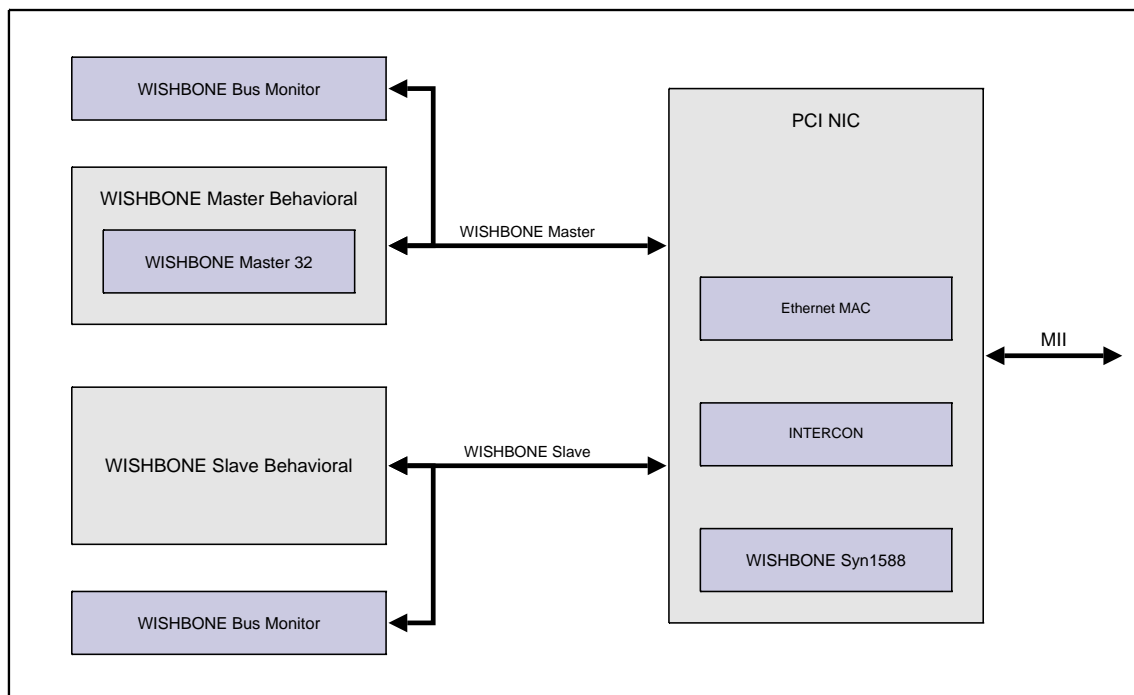 WISHBONE Bus Monitor
WISHBONE Master Behavioral
WISHBONE Master 32
WISHBONE Master
PCI NIC
Ethernet MAC
INTERCON
WISHBONE Syn1588
MII
WISHBONE Slave Behavioral
WISHBONE Slave
WISHBONE Bus Monitor